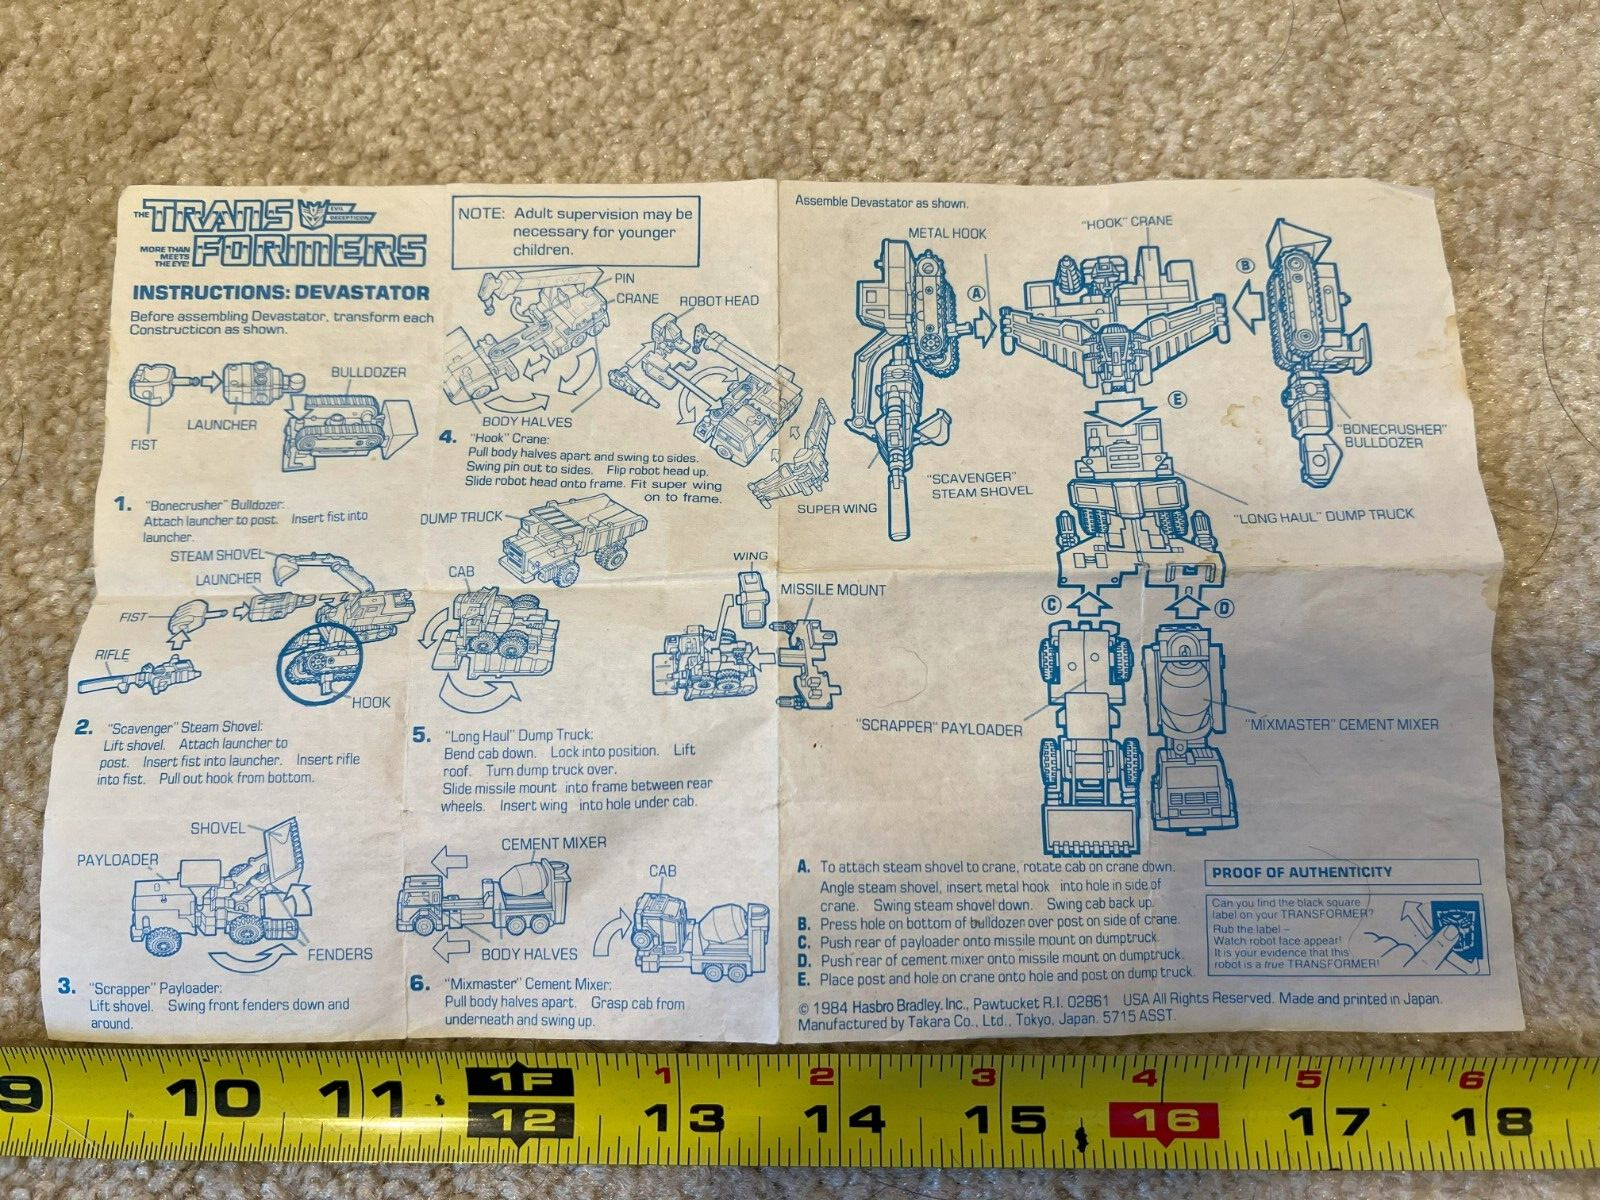 THE TRANSFORMERS
EVIL DECEPTICON
MORE THAN
MEETS
THE EYE!
INSTRUCTIONS: DEVASTATOR
Before assembling Devastator, transform each
Constructicon as shown.
NOTE: Adult supervision may be
necessary for younger
children.
BULLDOZER
LAUNCHER
FIST
1. "Bonecrusher" Bulldozer:
Attach launcher to post. Insert fist into
launcher.
STEAM SHOVEL
LAUNCHER
FIST
RIFLE
HOOK
2. "Scavenger" Steam Shovel:
Lift shovel. Attach launcher to
post. Insert fist into launcher. Insert rifle
into fist. Pull out hook from bottom.
SHOVEL
PAYLOADER
FENDERS
3. "Scrapper" Payloader:
Lift shovel. Swing front fenders down and
around.
PIN
CRANE
ROBOT HEAD
BODY HALVES
4. "Hook" Crane:
Pull body halves apart and swing to sides.
Swing pin out to sides. Flip robot head up.
Slide robot head onto frame. Fit super wing
on to frame.
SUPER WING
DUMP TRUCK
CAB
WING
MISSILE MOUNT
5. "Long Haul" Dump Truck:
Bend cab down. Lock into position. Lift
roof. Turn dump truck over.
Slide missile mount into frame between rear
wheels. Insert wing into hole under cab.
CEMENT MIXER
CAB
BODY HALVES
6. "Mixmaster" Cement Mixer:
Pull body halves apart. Grasp cab from
underneath and swing up.
Assemble Devastator as shown.
METAL HOOK
"HOOK" CRANE
A
B
E
"SCAVENGER"
STEAM SHOVEL
"BONECRUSHER"
BULLDOZER
"LONG HAUL" DUMP TRUCK
C
D
"SCRAPPER" PAYLOADER
"MIXMASTER" CEMENT MIXER
A. To attach steam shovel to crane, rotate cab on crane down.
Angle steam shovel, insert metal hook into hole in side of
crane. Swing steam shovel down. Swing cab back up.
B. Press hole on bottom of bulldozer over post on side of crane.
C. Push rear of payloader onto missile mount on dumptruck.
D. Push rear of cement mixer onto missile mount on dumptruck.
E. Place post and hole on crane onto hole and post on dump truck.
PROOF OF AUTHENTICITY
Can you find the black square
label on your TRANSFORMER?
Rub the label –
Watch robot face appear!
It is your evidence that this
robot is a true TRANSFORMER!
© 1984 Hasbro Bradley, Inc., Pawtucket R.I. 02861 USA All Rights Reserved. Made and printed in Japan.
Manufactured by Takara Co., Ltd., Tokyo, Japan. 5715 ASST.
1F 1 2 3 4 5 6
9 10 11 12 13 14 15 16 17 18